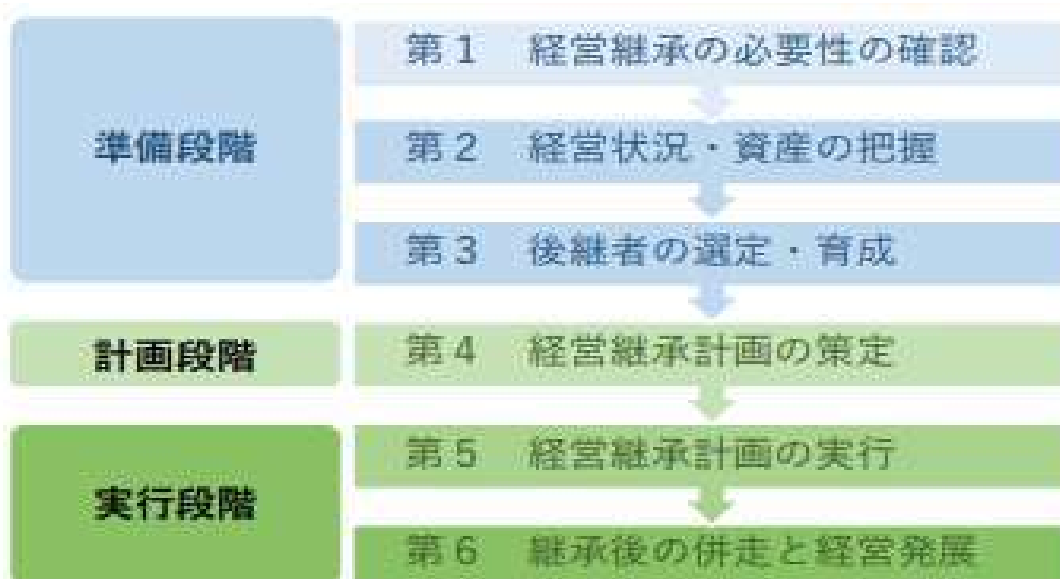 準備段階
第1 経営継承の必要性の確認
第2 経営状況・資産の把握
第3 後継者の選定・育成
計画段階
第4 経営継承計画の策定
実行段階
第5 経営継承計画の実行
第6 継承後の併走と経営発展